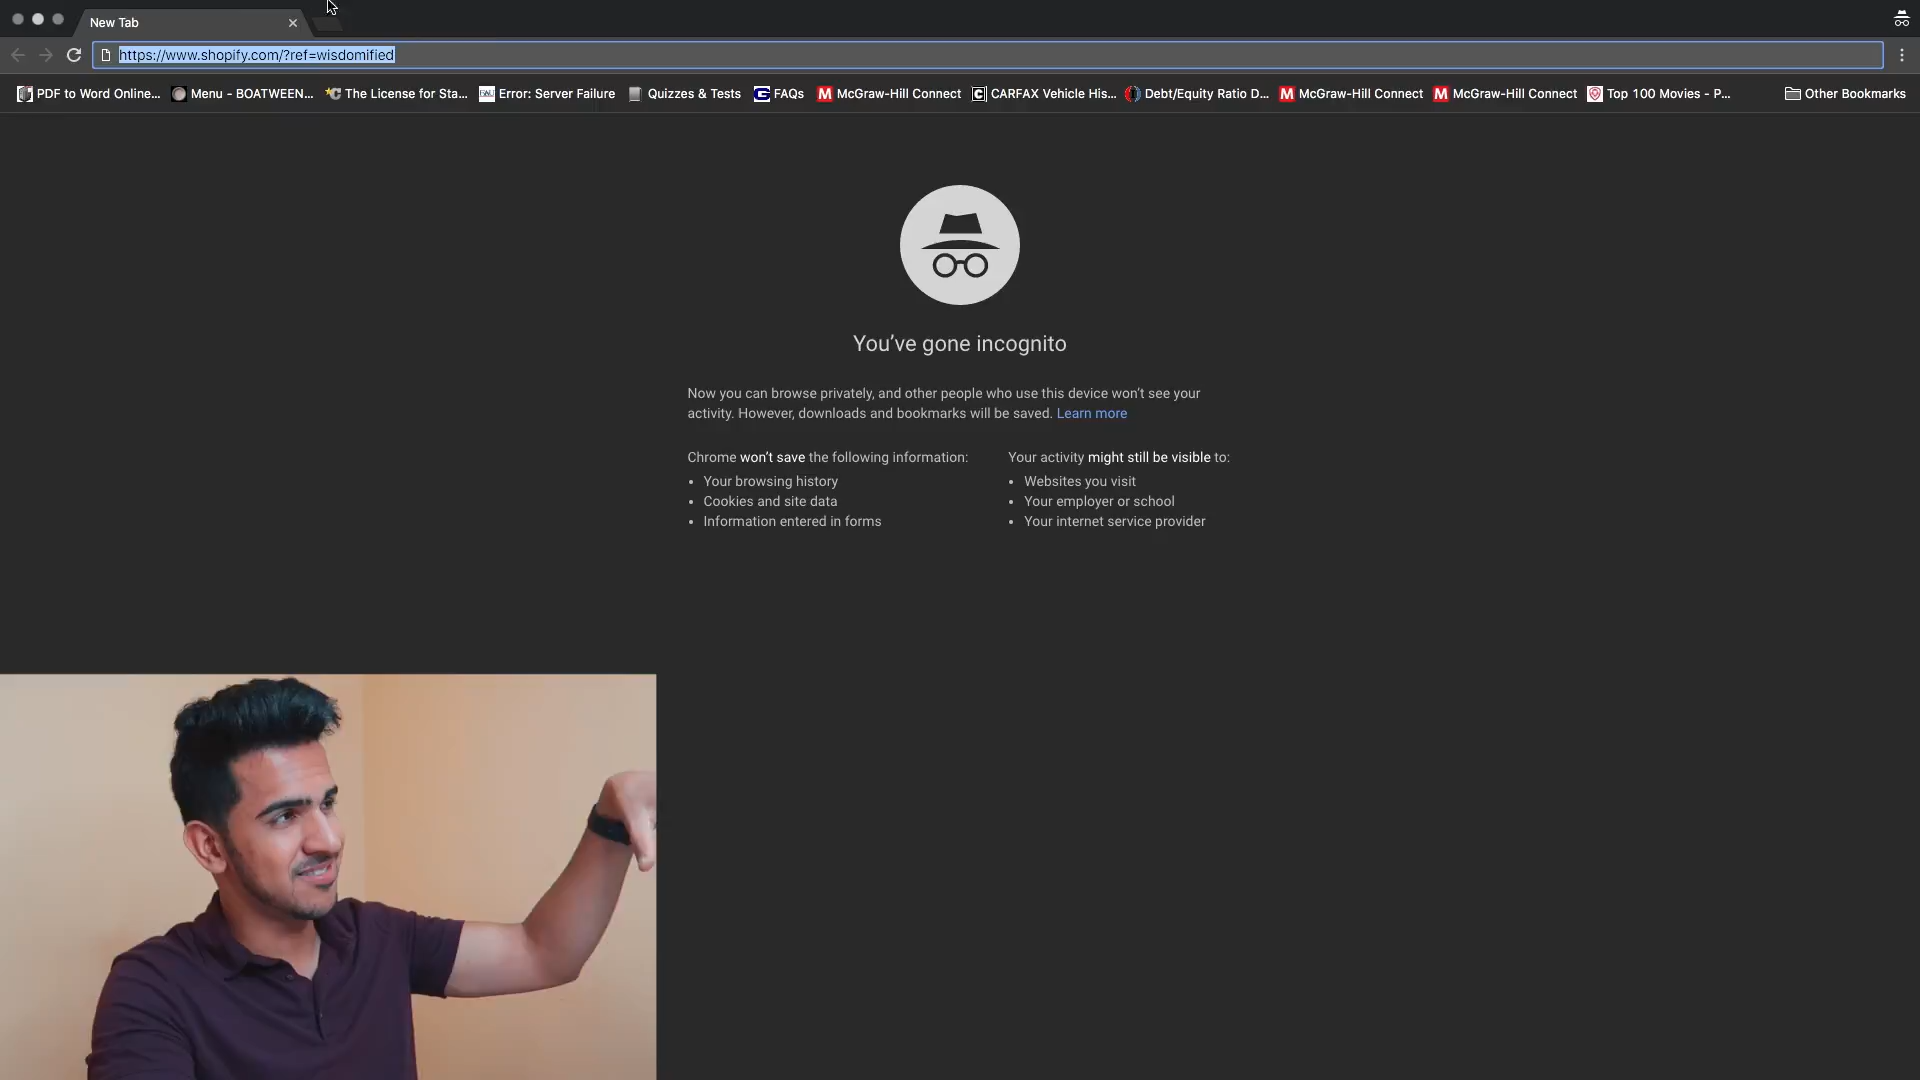 New Tab
https://www.shopify.com/?ref=wisdomified
PDF to Word Online... Menu - BOATWEEN... The License for Sta... Error: Server Failure Quizzes & Tests FAQs McGraw-Hill Connect CARFAX Vehicle His... Debt/Equity Ratio D... McGraw-Hill Connect McGraw-Hill Connect Top 100 Movies - P... Other Bookmarks
You’ve gone incognito
Now you can browse privately, and other people who use this device won’t see your
activity. However, downloads and bookmarks will be saved. Learn more
Chrome won’t save the following information:
• Your browsing history
• Cookies and site data
• Information entered in forms
Your activity might still be visible to:
• Websites you visit
• Your employer or school
• Your internet service provider